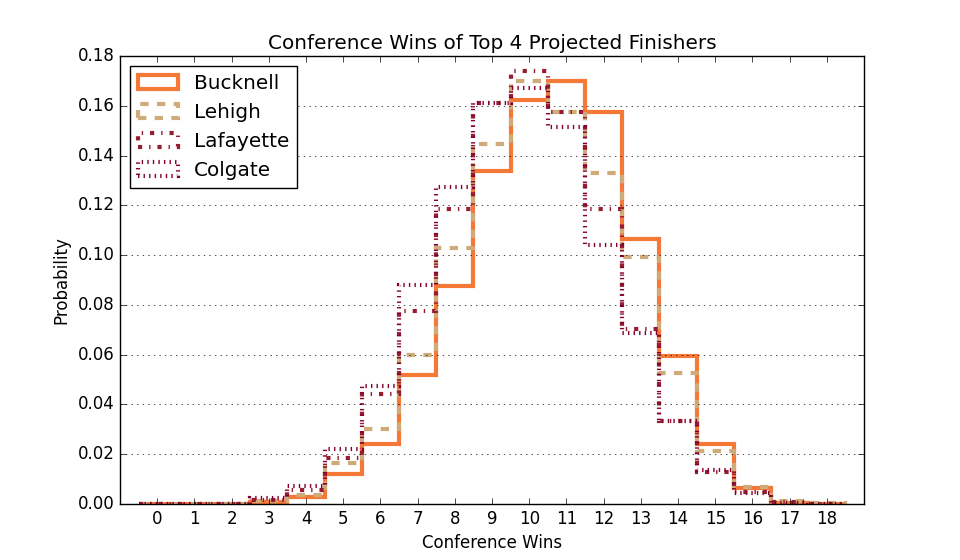 Conference Wins of Top 4 Projected Finishers
Bucknell
Lehigh
Lafayette
Colgate
Probability
0.18
0.16
0.14
0.12
0.10
0.08
0.06
0.04
0.02
0.00
0 1 2 3 4 5 6 7 8 9 10 11 12 13 14 15 16 17 18
Conference Wins